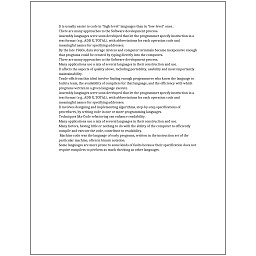 It is usually easier to code in "high level" languages than in "low level" ones .
There are many approaches to the Software development process.
Assembly languages were soon developed that let the programmer specify instruction in a
text format (e.g., ADD X, TOTAL), with abbreviations for each operation code and
meaningful names for specifying addresses.
By the late 1960s, data storage devices and computer terminals became inexpensive enough
that programs could be created by typing directly into the computers.
There are many approaches to the Software development process.
Many applications use a mix of several languages in their construction and use.
It affects the aspects of quality above, including portability, usability and most importantly
maintainability.
Trade-offs from this ideal involve finding enough programmers who know the language to
build a team, the availability of compilers for that language, and the efficiency with which
programs written in a given language execute.
Assembly languages were soon developed that let the programmer specify instruction in a
text format (e.g., ADD X, TOTAL), with abbreviations for each operation code and
meaningful names for specifying addresses.
It involves designing and implementing algorithms, step-by-step specifications of
procedures, by writing code in one or more programming languages.
Techniques like Code refactoring can enhance readability.
Many applications use a mix of several languages in their construction and use.
Many factors, having little or nothing to do with the ability of the computer to efficiently
compile and execute the code, contribute to readability.
Machine code was the language of early programs, written in the instruction set of the
particular machine, often in binary notation.
Some languages are more prone to some kinds of faults because their specification does not
require compilers to perform as much checking as other languages.